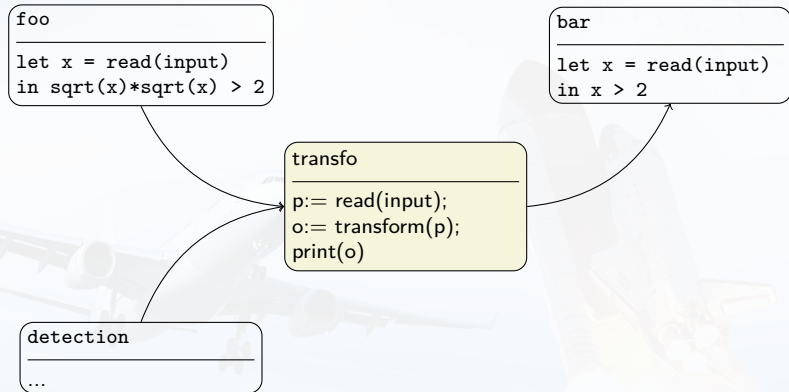 foo
let x = read(input)
in sqrt(x)*sqrt(x) > 2
bar
let x = read(input)
in x > 2
transfo
p:= read(input);
o:= transform(p);
print(o)
detection
...